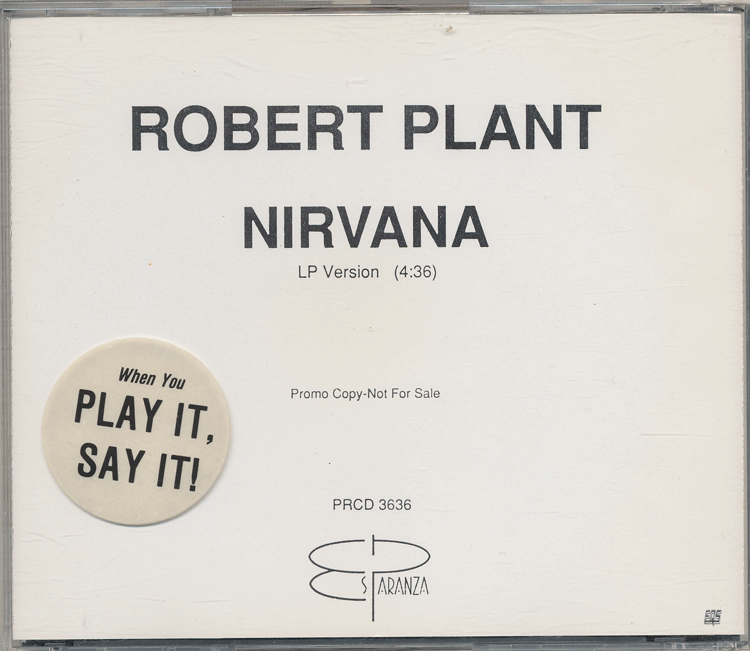 ROBERT PLANT
NIRVANA
LP Version (4:36)
Promo Copy-Not For Sale
When You
PLAY IT,
SAY IT!
PRCD 3636
ES PARANZA